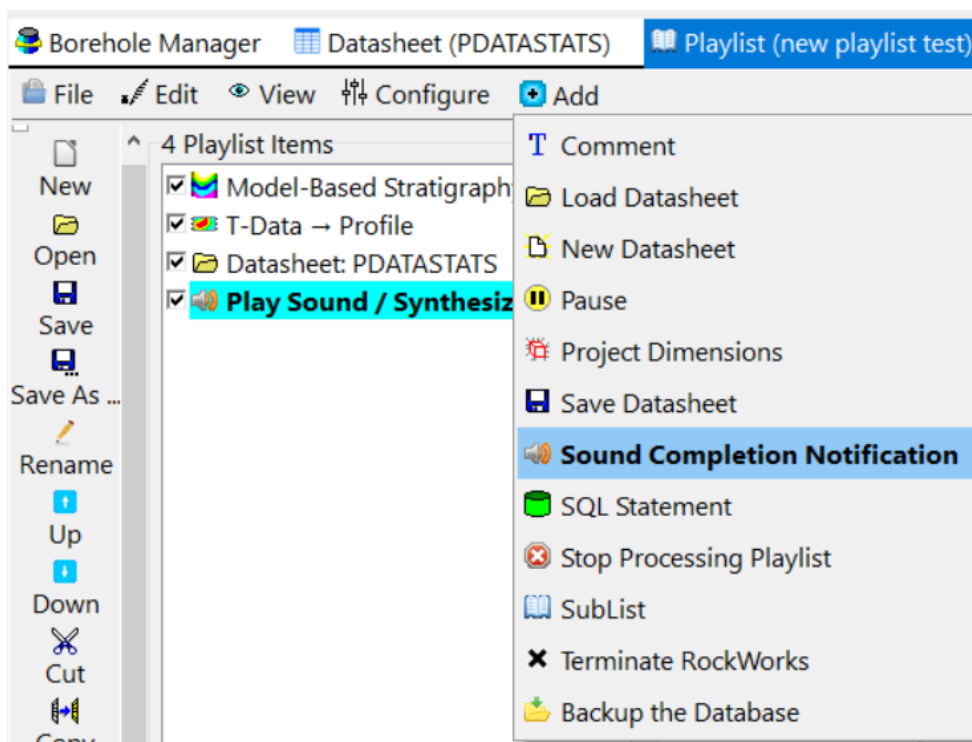 Borehole Manager
Datasheet (PDATASTATS)
Playlist (new playlist test)
File
Edit
View
Configure
Add
New
Open
Save
Save As ...
Rename
Up
Down
Cut
4 Playlist Items
Model-Based Stratigraphy
T-Data → Profile
Datasheet: PDATASTATS
Play Sound / Synthesiz
T Comment
Load Datasheet
New Datasheet
Pause
Project Dimensions
Save Datasheet
Sound Completion Notification
SQL Statement
Stop Processing Playlist
SubList
Terminate RockWorks
Backup the Database